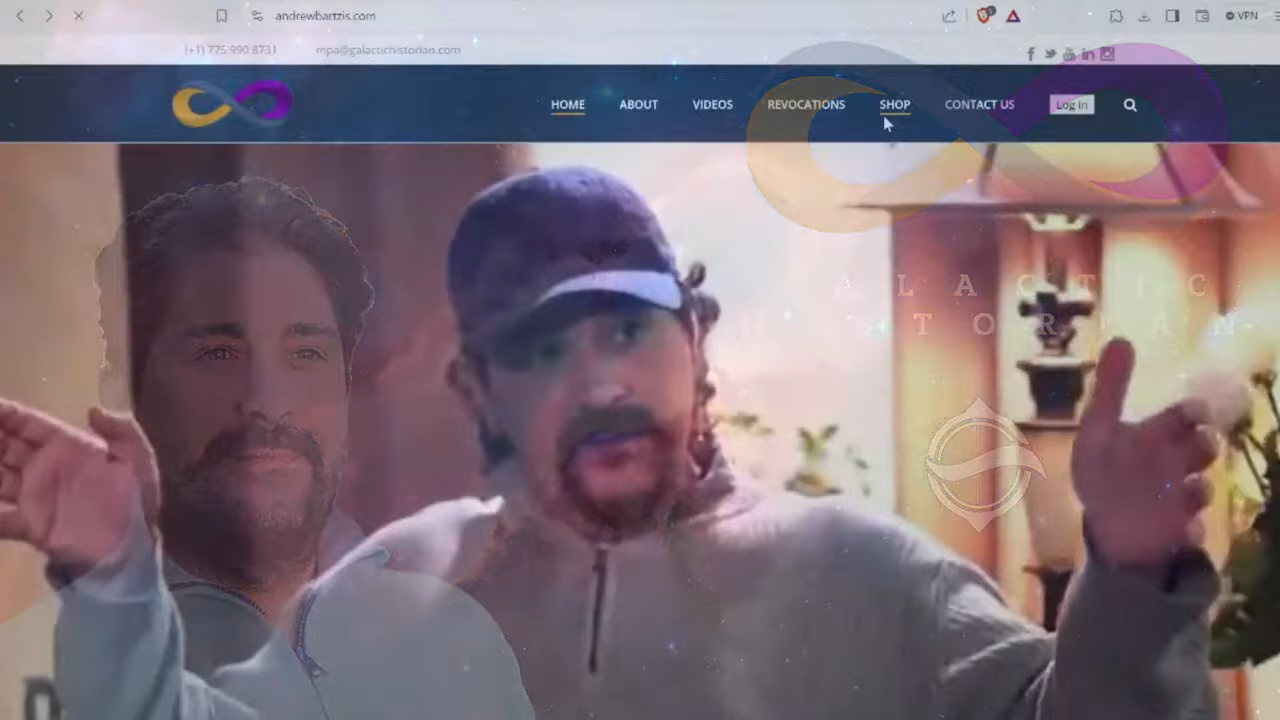 andrewbartzis.com
VPN
(+1) 775 990 8731 mpa@galactichistorian.com
HOME ABOUT VIDEOS REVOCATIONS SHOP CONTACT US Log in
A L A C T I C
S T O R I A N